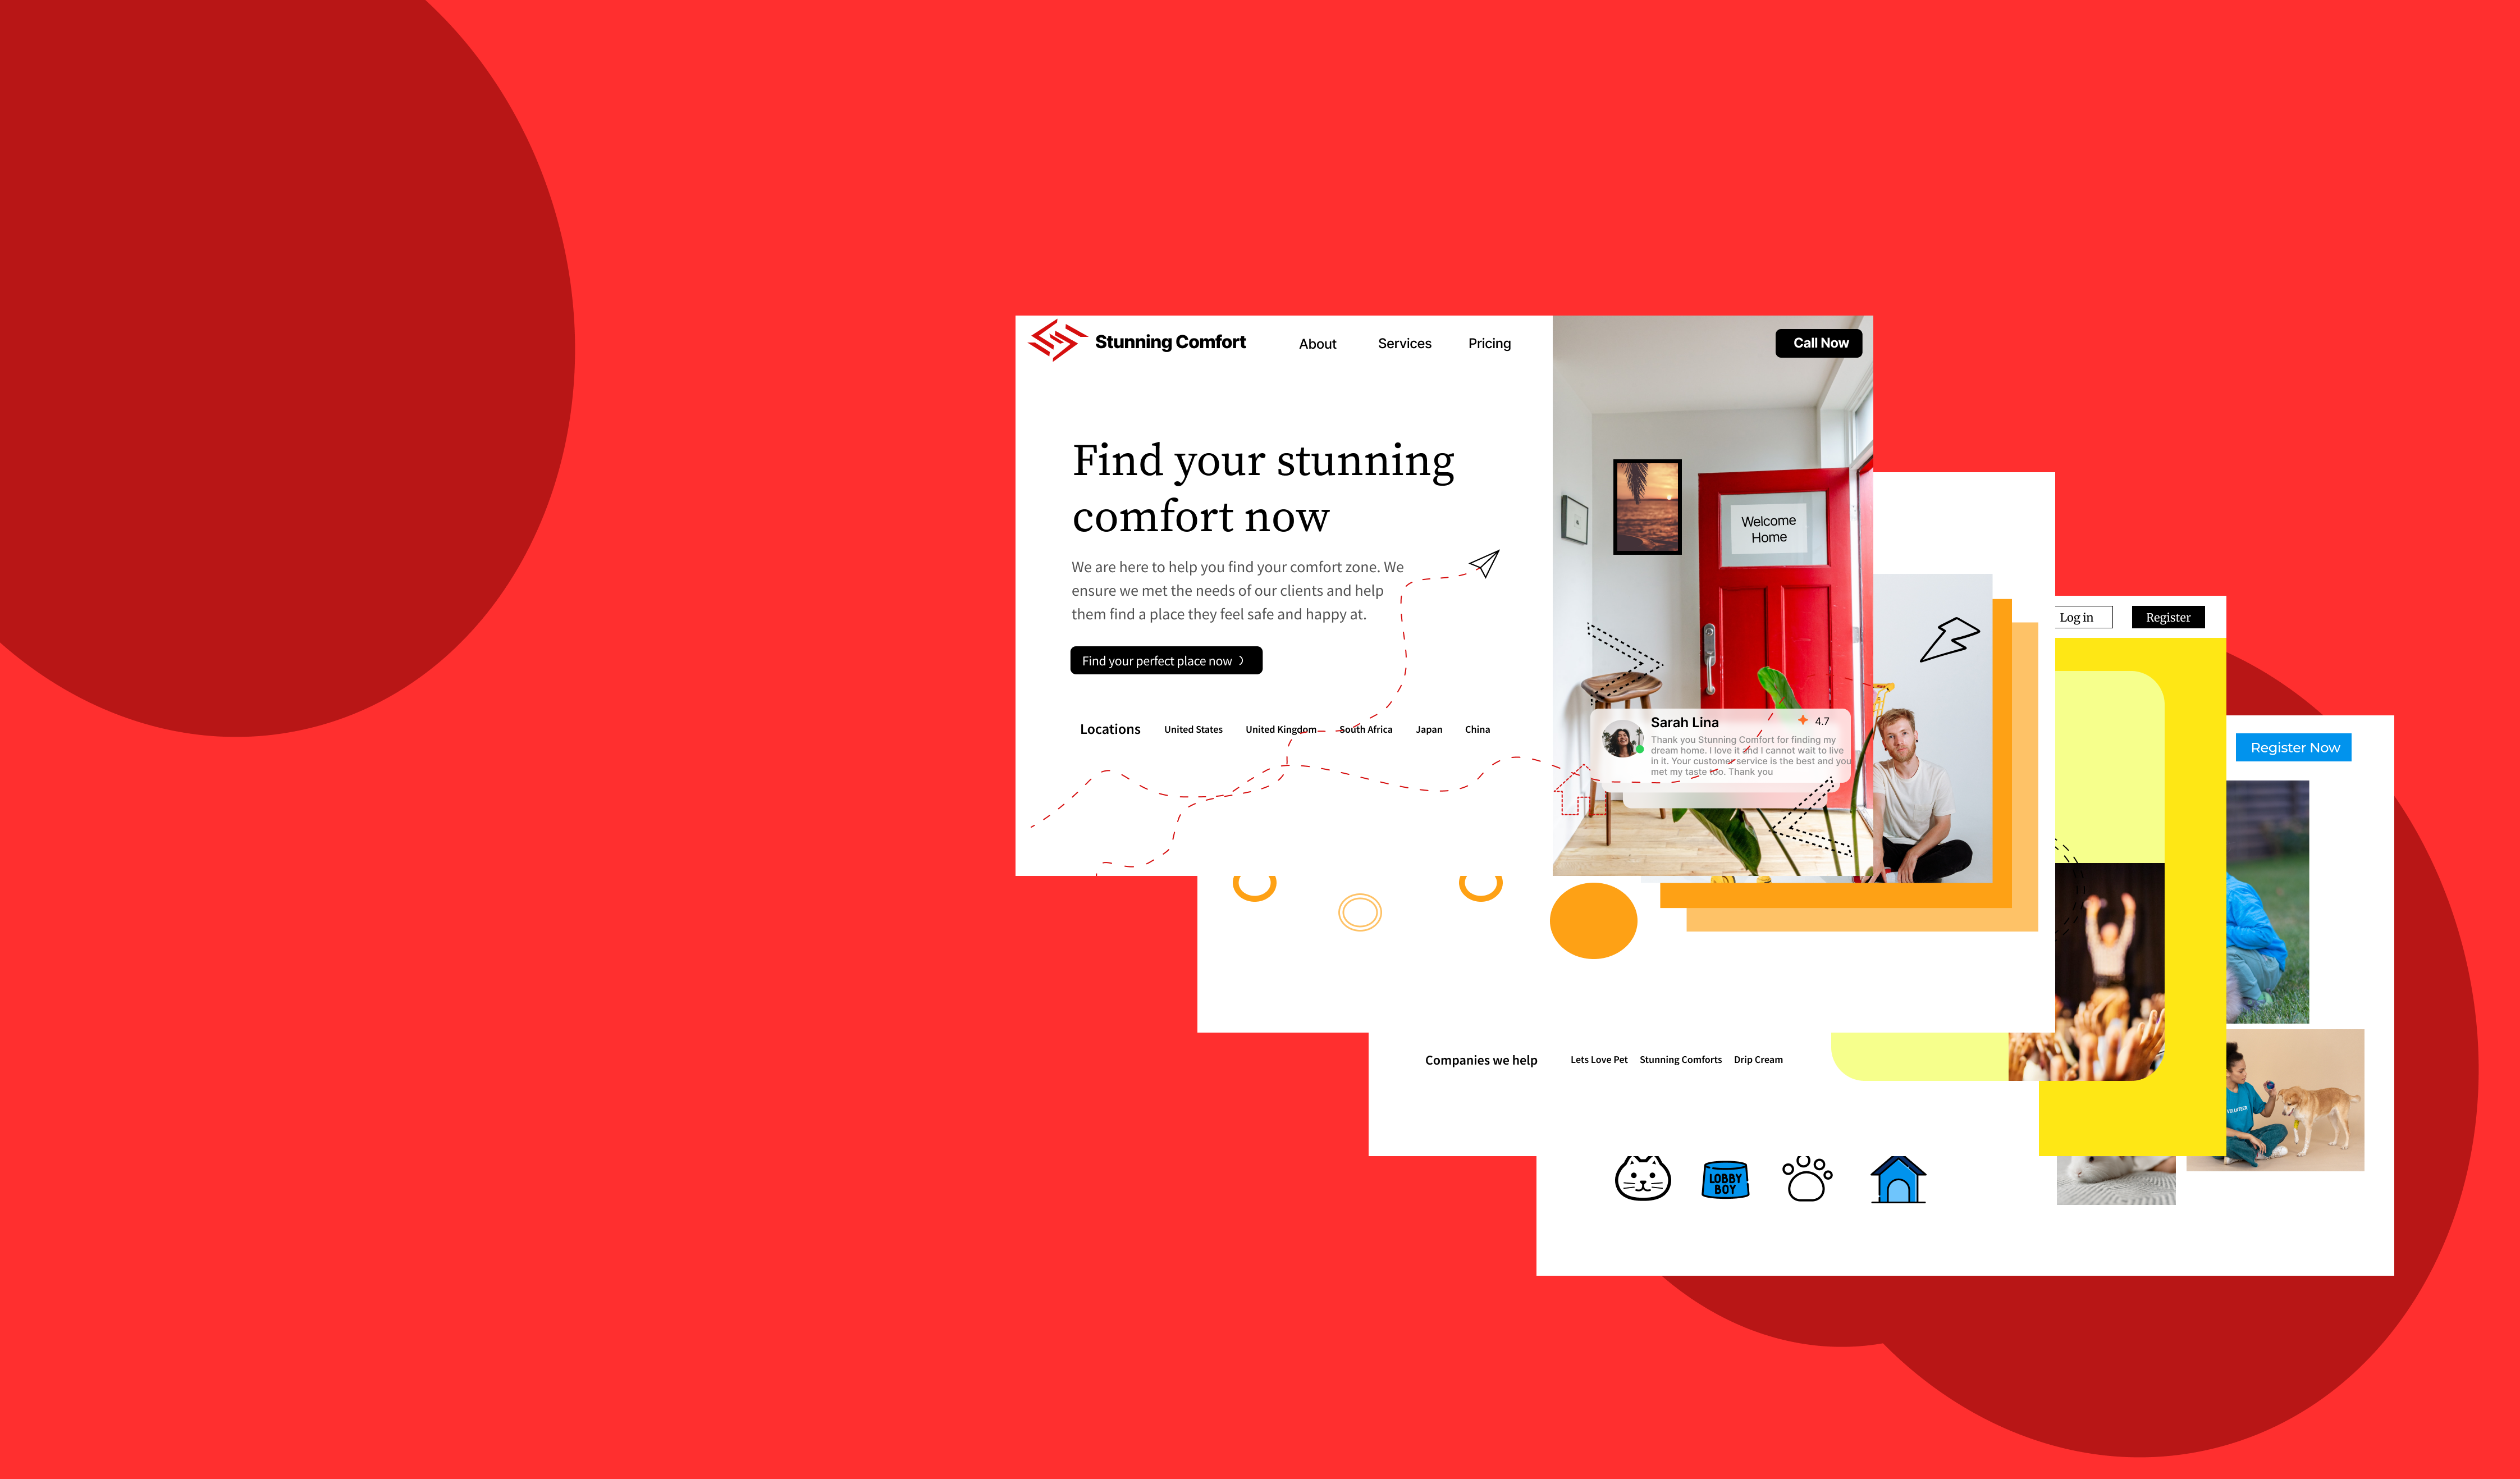 Stunning Comfort
About
Services
Pricing
Call Now
Find your stunning
comfort now
We are here to help you find your comfort zone. We
ensure we met the needs of our clients and help
them find a place they feel safe and happy at.
Find your perfect place now
Locations
United States
United Kingdom
South Africa
Japan
China
Welcome
Home
Sarah Lina
4.7
Thank you Stunning Comfort for finding my
dream home. I love it and I cannot wait to live
in it. Your customer service is the best and you
met my taste too. Thank you
Log in
Register
Register Now
Companies we help
Lets Love Pet
Stunning Comforts
Drip Cream
VOLUNTEER
LOBBY
BOY